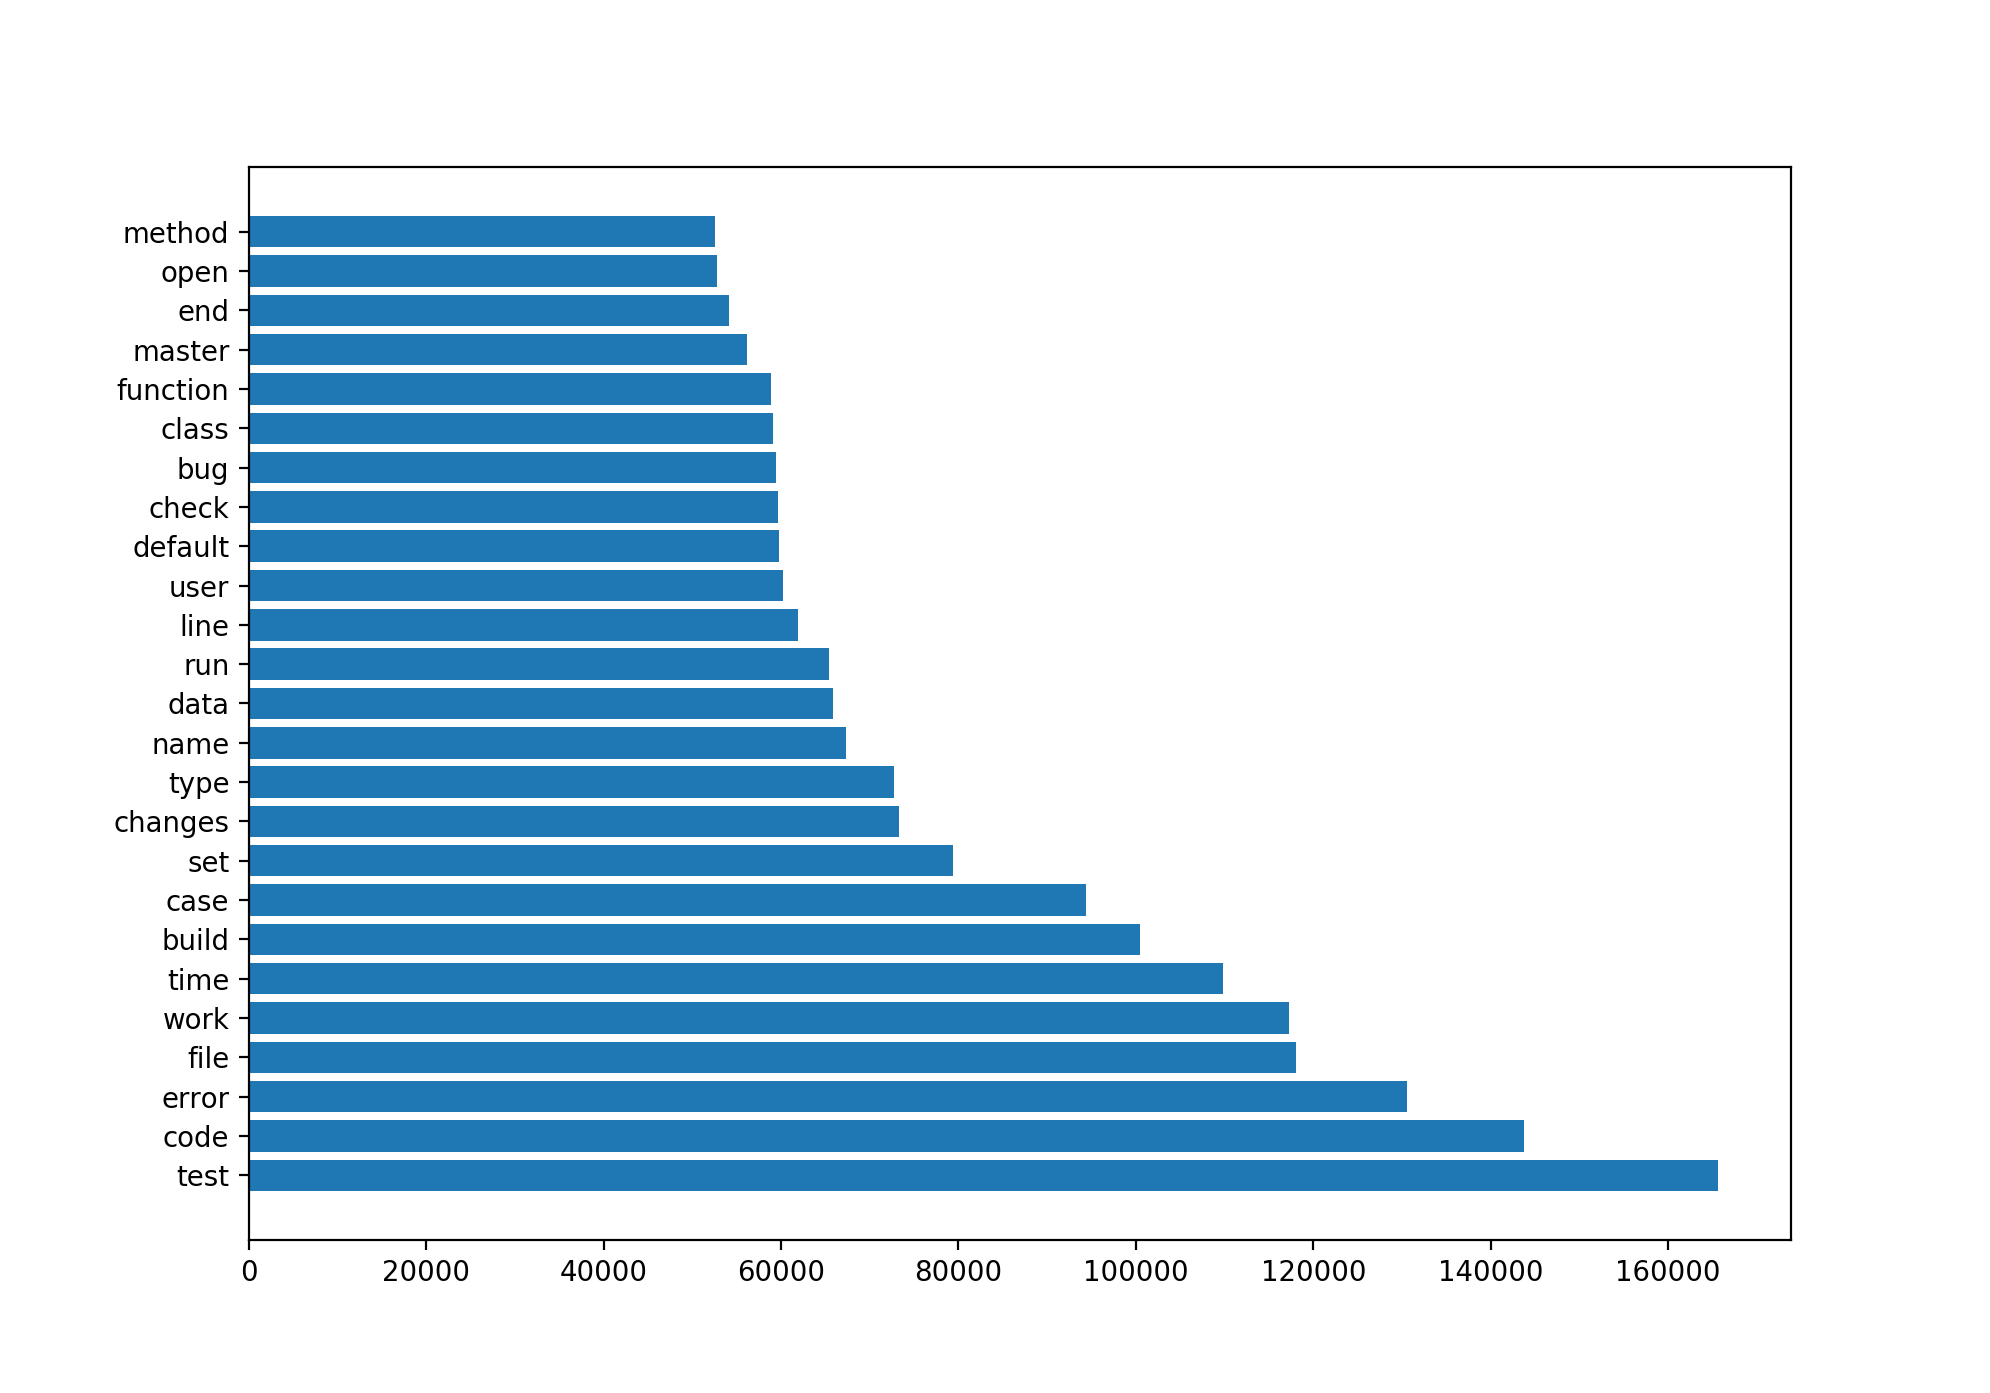 method
open
end
master
function
class
bug
check
default
user
line
run
data
name
type
changes
set
case
build
time
work
file
error
code
test
0 20000 40000 60000 80000 100000 120000 140000 160000